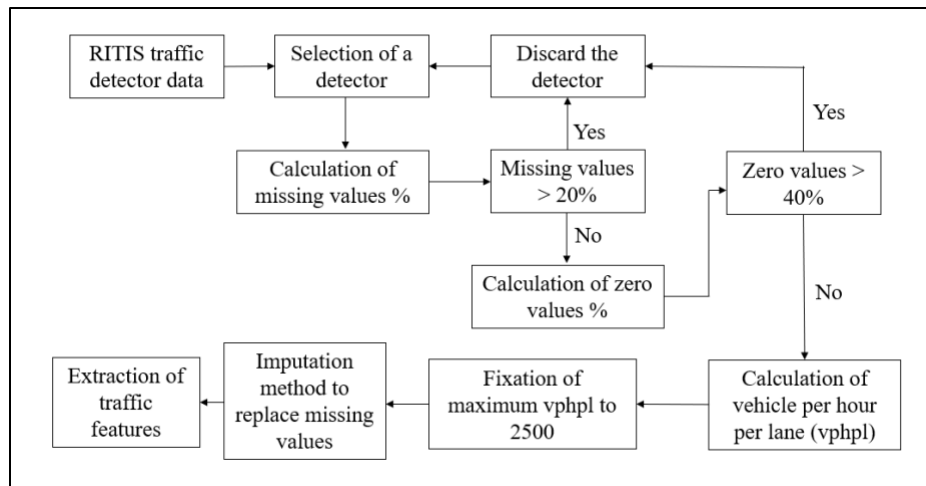 RITIS traffic
detector data
Selection of a
detector
Discard the
detector
Yes
Yes
Calculation of
missing values %
Missing values
> 20%
Zero values >
40%
No
Calculation of zero
values %
No
Extraction of
traffic
features
Imputation
method to
replace missing
values
Fixation of
maximum vphpl to
2500
Calculation of
vehicle per hour
per lane (vphpl)